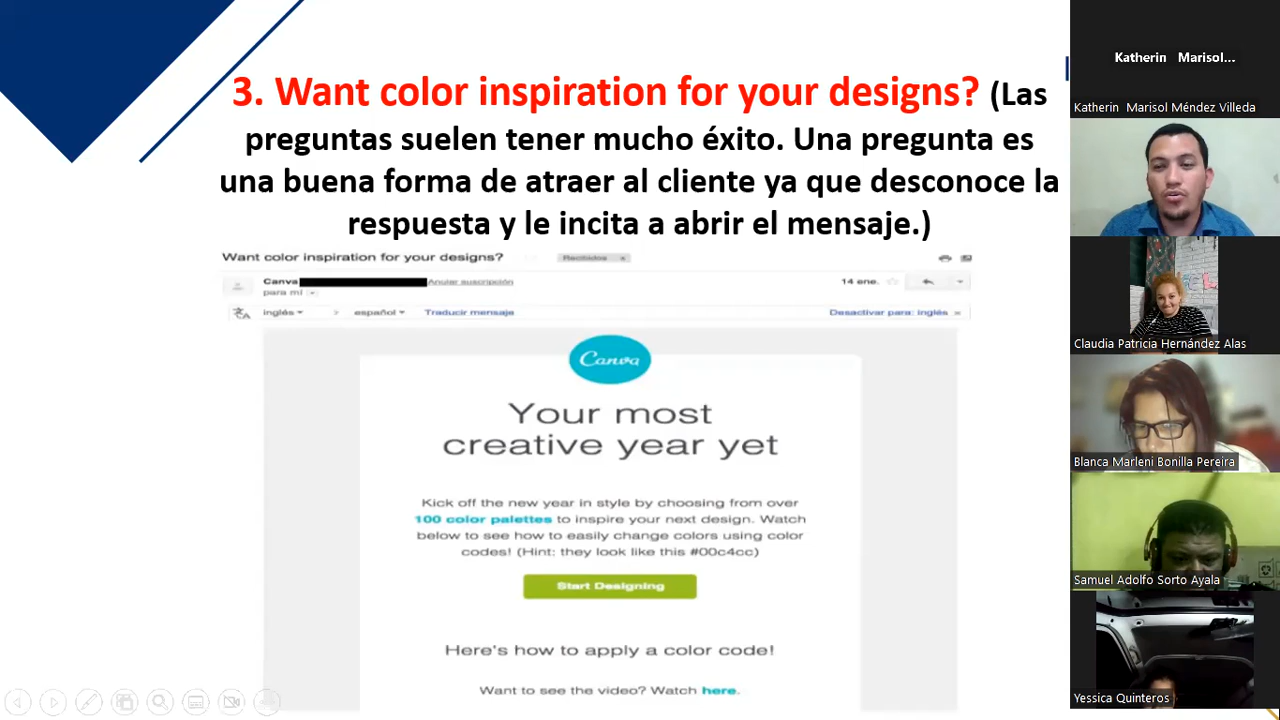 3. Want color inspiration for your designs? (Las
preguntas suelen tener mucho éxito. Una pregunta es
una buena forma de atraer al cliente ya que desconoce la
respuesta y le incita a abrir el mensaje.)
Want color inspiration for your designs?
Recibidos x
Canva
Anular suscripción
14 ene.
para mí
inglés
español
Traducir mensaje
Desactivar para: inglés x
Canva
Your most
creative year yet
Kick off the new year in style by choosing from over
100 color palettes to inspire your next design. Watch
below to see how to easily change colors using color
codes! (Hint: they look like this #00c4cc)
Start Designing
Here's how to apply a color code!
Want to see the video? Watch here.
Katherin Marisol...
Katherin Marisol Méndez Villeda
Claudia Patricia Hernández Alas
Blanca Marleni Bonilla Pereira
Samuel Adolfo Sorto Ayala
Yessica Quinteros